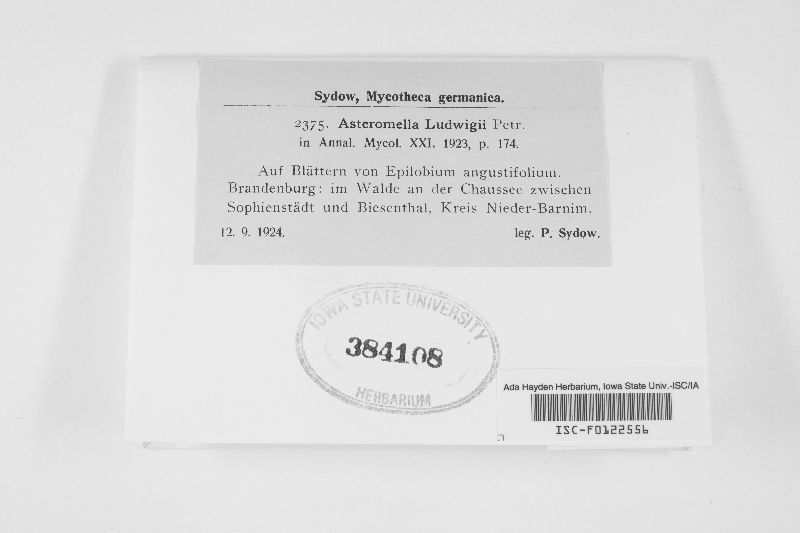 Sydow, Mycotheca germanica.
2375. Asteromella Ludwigii Petr.
in Annal. Mycol. XXI, 1923, p. 174.
Auf Blättern von Epilobium angustifolium.
Brandenburg: im Walde an der Chaussee zwischen
Sophienstädt und Biesenthal, Kreis Nieder-Barnim.
12. 9. 1924. leg. P. Sydow.
IOWA STATE UNIVERSITY
384108
HERBARIUM
Ada Hayden Herbarium, Iowa State Univ.-ISC/IA
ISC-F0122556